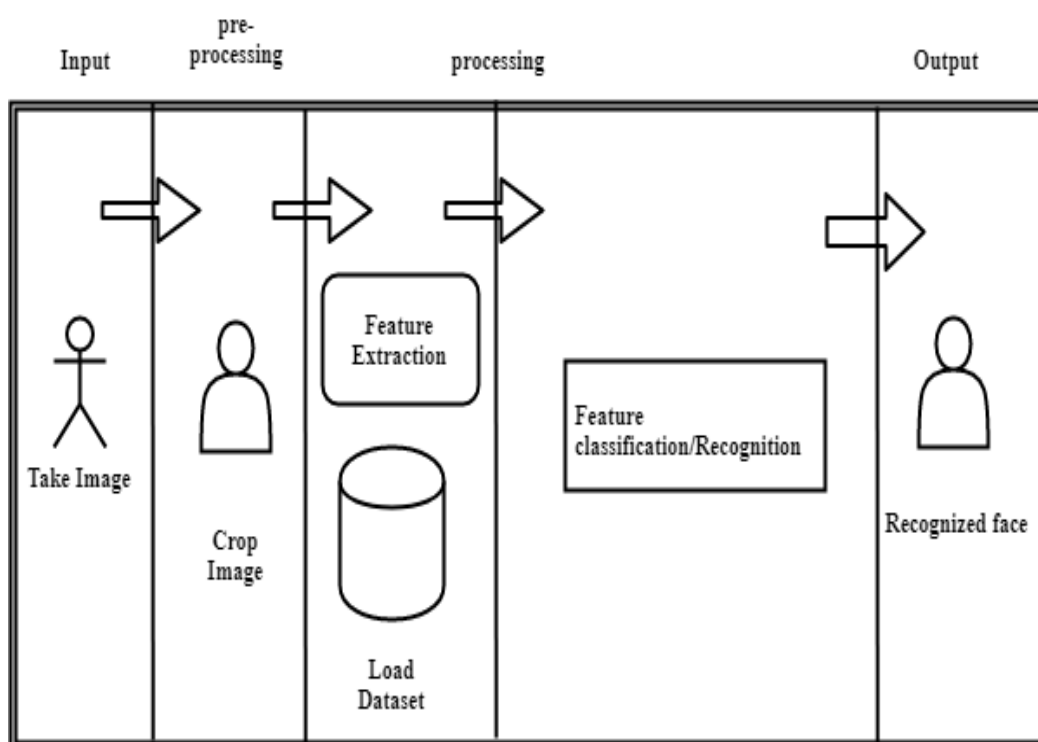 Input
pre-
processing
processing
Output
Take Image
Crop
Image
Feature
Extraction
Load
Dataset
Feature
classification/Recognition
Recognized face